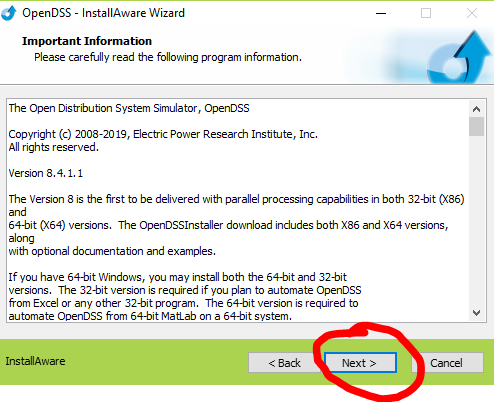 OpenDSS - InstallAware Wizard
Important Information
Please carefully read the following program information.
The Open Distribution System Simulator, OpenDSS
Copyright (c) 2008-2019, Electric Power Research Institute, Inc.
All rights reserved.
Version 8.4.1.1
The Version 8 is the first to be delivered with parallel processing capabilities in both 32-bit (X86)
and
64-bit (X64) versions.  The OpenDSSInstaller download includes both X86 and X64 versions,
along
with optional documentation and examples.
If you have 64-bit Windows, you may install both the 64-bit and 32-bit
versions.  The 32-bit version is required if you plan to automate OpenDSS
from Excel or any other 32-bit program.  The 64-bit version is required to
automate OpenDSS from 64-bit MatLab on a 64-bit system.
InstallAware
< Back
Next >
Cancel